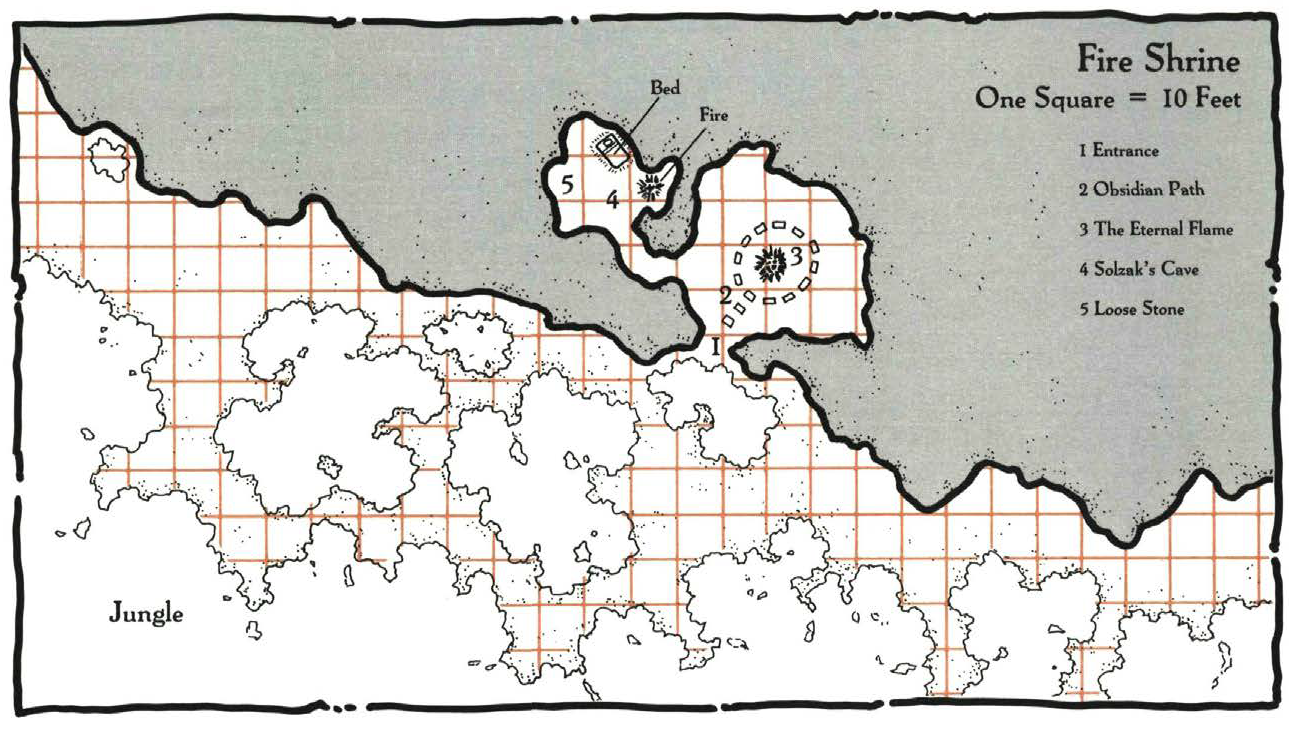 Fire Shrine
One Square = 10 Feet
1 Entrance
2 Obsidian Path
3 The Eternal Flame
4 Solzak's Cave
5 Loose Stone
Bed
Fire
5
4
3
2
1
Jungle